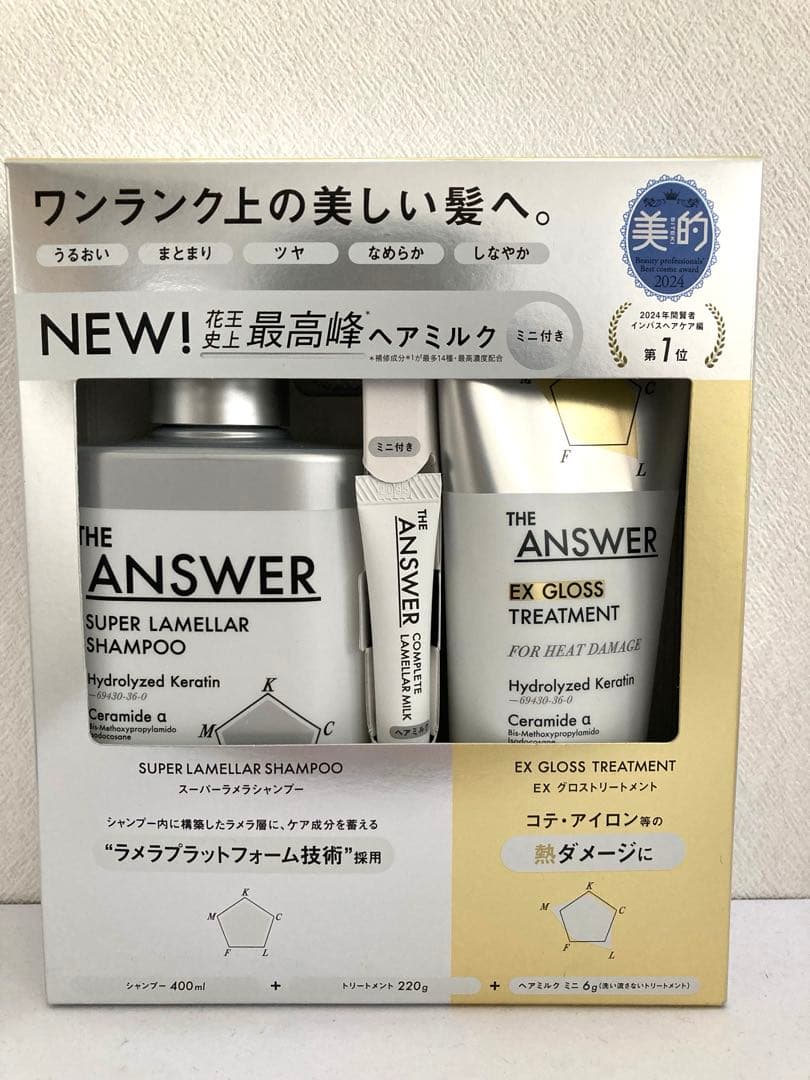 ワンランク上の美しい髪へ。
うるおい まとまり ツヤ なめらか しなやか
美的
BITEKI
Beauty professionals'
Best cosme award
2024
2024年間賢者
インバスヘアケア編
第1位
NEW! 花王史上最高峰*ヘアミルク ミニ付き
*補修成分*1が最多14種・最高濃度配合
ミニ付き
THE
ANSWER
SUPER LAMELLAR
SHAMPOO
Hydrolyzed Keratin
—69430-36-0
Ceramide α
Bis-Methoxypropylamido
Isodocosane
K
M C
THE
ANSWER
COMPLETE
LAMELLAR MILK
ヘアミルク
C
F L
THE
ANSWER
EX GLOSS
TREATMENT
FOR HEAT DAMAGE
Hydrolyzed Keratin
—69430-36-0
Ceramide α
Bis-Methoxypropylamido
Isodocosane
SUPER LAMELLAR SHAMPOO
スーパーラメラシャンプー
シャンプー内に構築したラメラ層に、ケア成分を蓄える
“ラメラプラットフォーム技術”採用
K
M C
F L
EX GLOSS TREATMENT
EX グロストリートメント
コテ・アイロン等の
熱ダメージに
K
M C
F L
シャンプー 400ml + トリートメント 220g + ヘアミルク ミニ 6g(洗い流さないトリートメント)